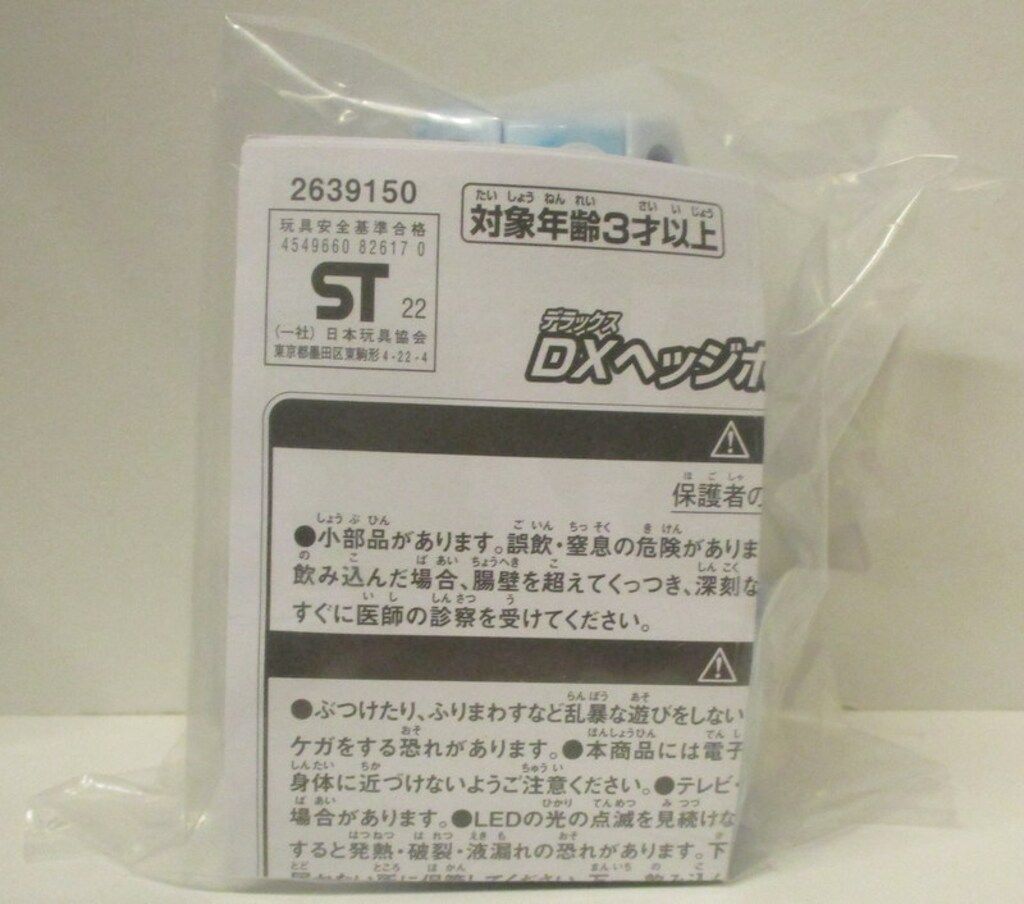 2639150
玩具安全基準合格
4549660 82617 0
ST 22
(一社) 日本玩具協会
東京都墨田区東駒形4-22-4
たい しょう ねん れい さい い じょう
対象年齢3才以上
デラックス
DXヘッジホ
ほ ご しゃ
保護者の
しょう ぶ ひん ご いん ちっ そく き けん
●小部品があります。誤飲・窒息の危険がありま
の こ ば あい ちょうへき こ しん こく
飲み込んだ場合、腸壁を超えてくっつき、深刻な
い し しん さつ う
すぐに医師の診察を受けてください。
らん ぼう あそ
●ぶつけたり、ふりまわすなど乱暴な遊びをしない
おそ ほんしょうひん でん し
ケガをする恐れがあります。●本商品には電子
しん たい ちか ちゅう い
身体に近づけないようご注意ください。●テレビ・
ば あい ひかり てん めつ み つづ
場合があります。●LEDの光の点滅を見続けな
はつ ねつ は れつ えき も おそ
すると発熱・破裂・液漏れの恐れがあります。下